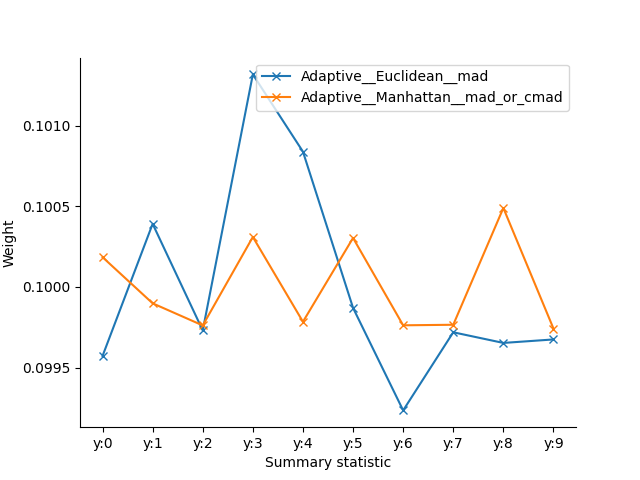 Adaptive__Euclidean__mad
Adaptive__Manhattan__mad_or_cmad
0.1010
0.1005
0.1000
0.0995
Weight
y:0 y:1 y:2 y:3 y:4 y:5 y:6 y:7 y:8 y:9
Summary statistic